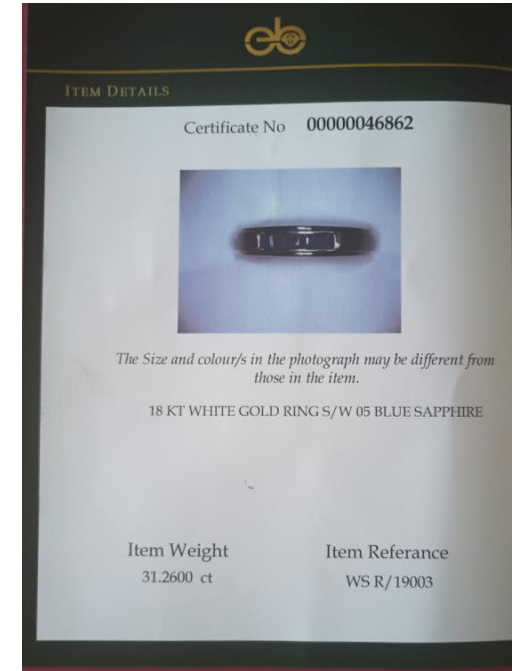 ITEM DETAILS
Certificate No 00000046862
The Size and colour/s in the photograph may be different from
those in the item.
18 KT WHITE GOLD RING S/W 05 BLUE SAPPHIRE
Item Weight Item Referance
31.2600 ct WS R/19003